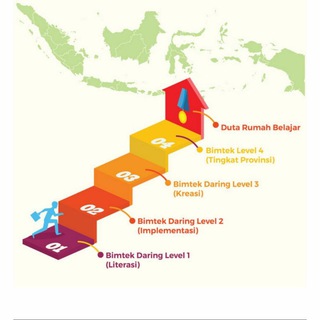 Duta Rumah Belajar
04
Bimtek Level 4
(Tingkat Provinsi)
03
Bimtek Daring Level 3
(Kreasi)
02
Bimtek Daring Level 2
(Implementasi)
01
Bimtek Daring Level 1
(Literasi)